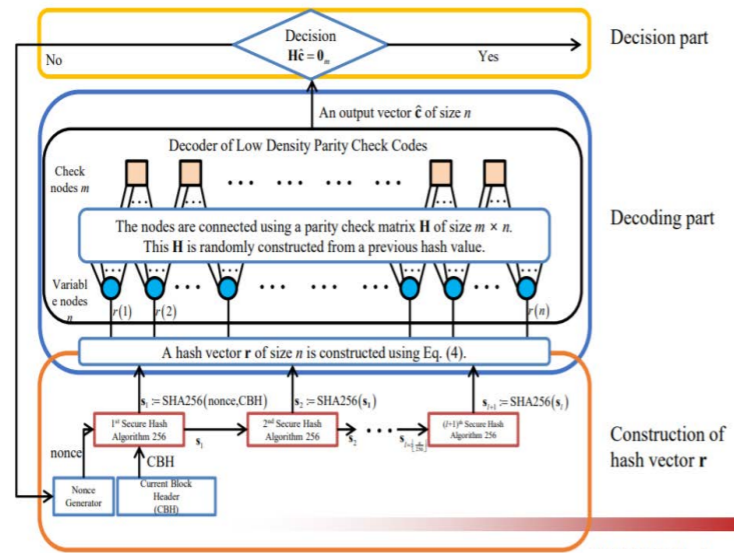 Decision
Hĉ = 0ₘ
No
Yes
Decision part
An output vector ĉ of size n
Decoder of Low Density Parity Check Codes
Check
nodes m
The nodes are connected using a parity check matrix H of size m × n.
This H is randomly constructed from a previous hash value.
Decoding part
Variabl
e nodes
n
r(1)
r(2)
r(n)
A hash vector r of size n is constructed using Eq. (4).
s₁ := SHA256(nonce,CBH)
s₂ := SHA256(s₁)
sₗ₊₁ := SHA256(sₗ)
1ˢᵗ Secure Hash
Algorithm 256
s₁
2ⁿᵈ Secure Hash
Algorithm 256
s₂
(l+1)ᵗʰ Secure Hash
Algorithm 256
Construction of
hash vector r
nonce
CBH
Nonce
Generator
Current Block
Header
(CBH)